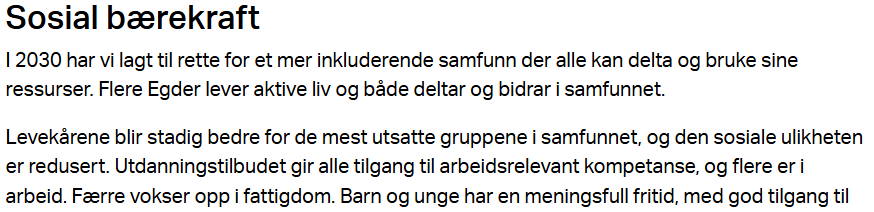 Sosial bærekraft
I 2030 har vi lagt til rette for et mer inkluderende samfunn der alle kan delta og bruke sine
ressurser. Flere Egder lever aktive liv og både deltar og bidrar i samfunnet.
Levekårene blir stadig bedre for de mest utsatte gruppene i samfunnet, og den sosiale ulikheten
er redusert. Utdanningstilbudet gir alle tilgang til arbeidsrelevant kompetanse, og flere er i
arbeid. Færre vokser opp i fattigdom. Barn og unge har en meningsfull fritid, med god tilgang til